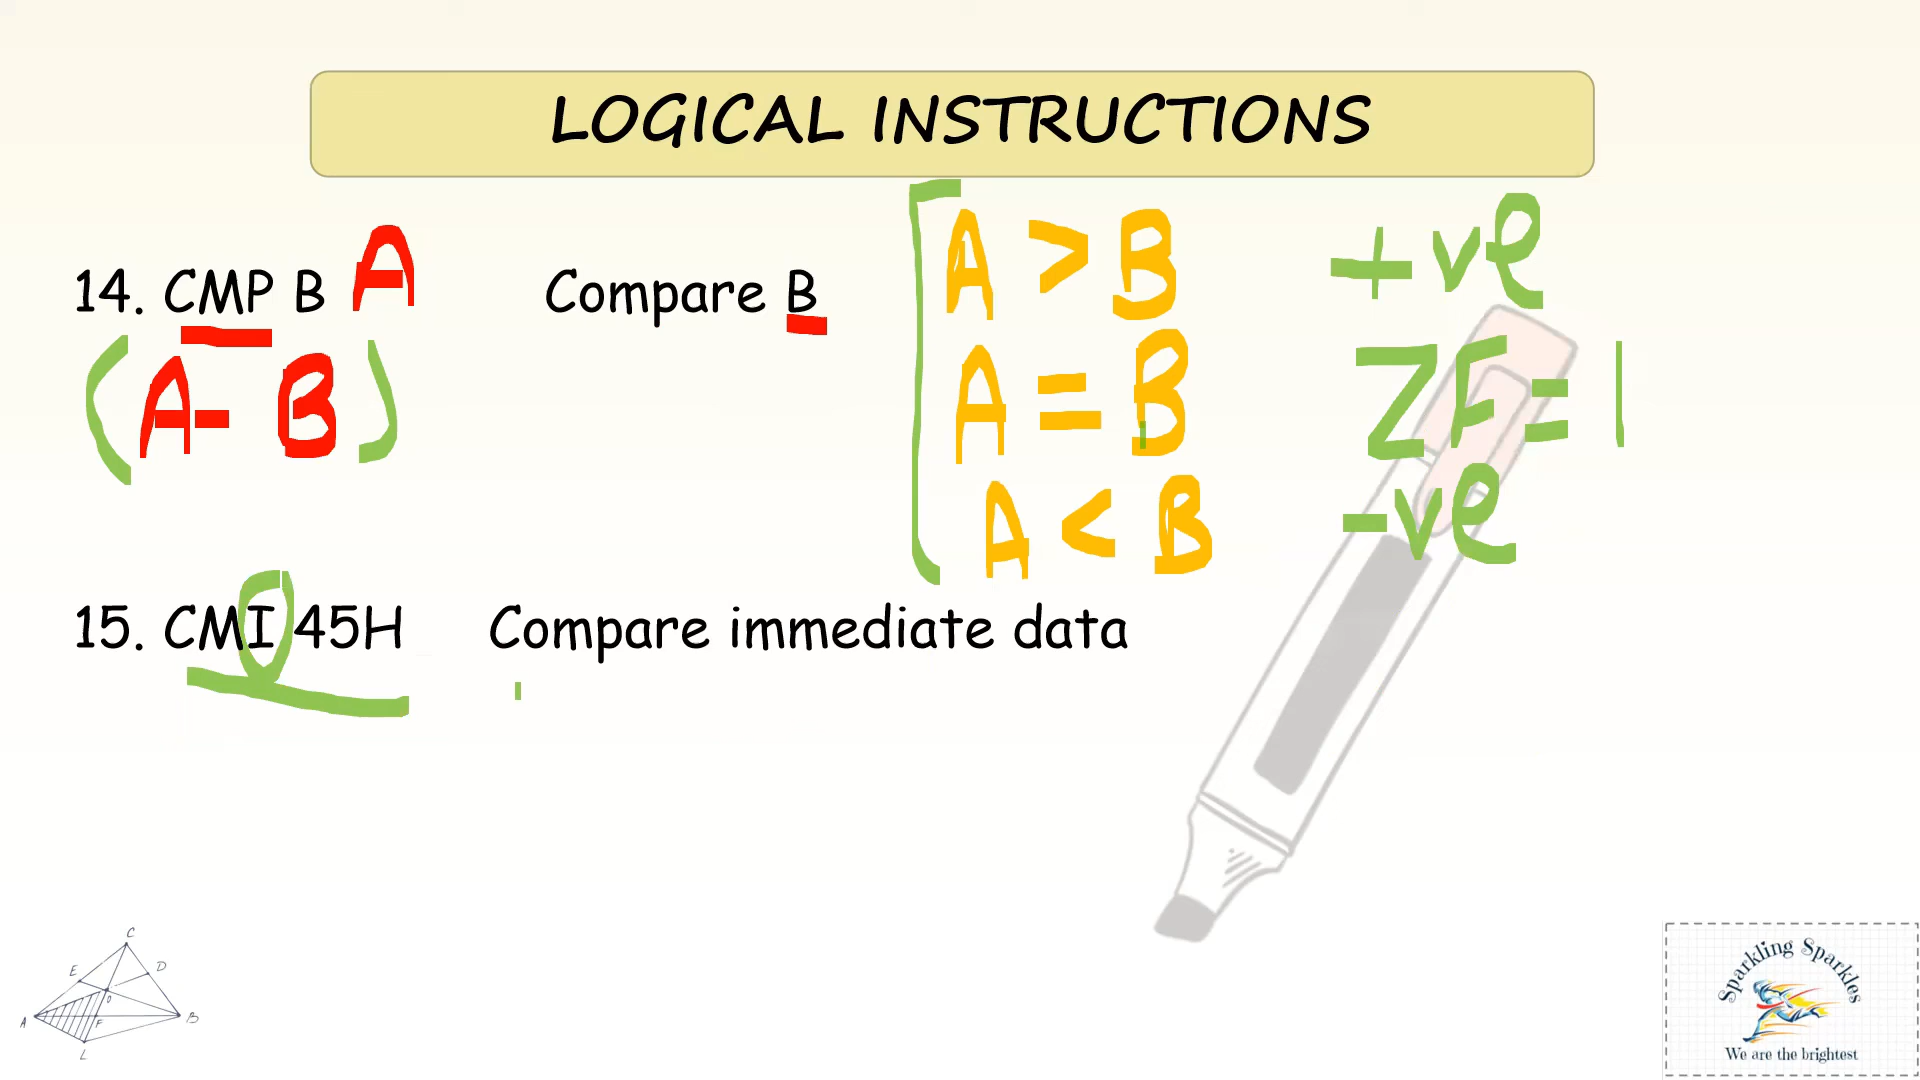 LOGICAL INSTRUCTIONS
14. CMP B A
Compare B
(A - B)
A > B +ve
A = B ZF = 1
A < B -ve
15. CMI 45H Compare immediate data
C
E D
O
A F B
L
Sparkling Sparkles
We are the brightest